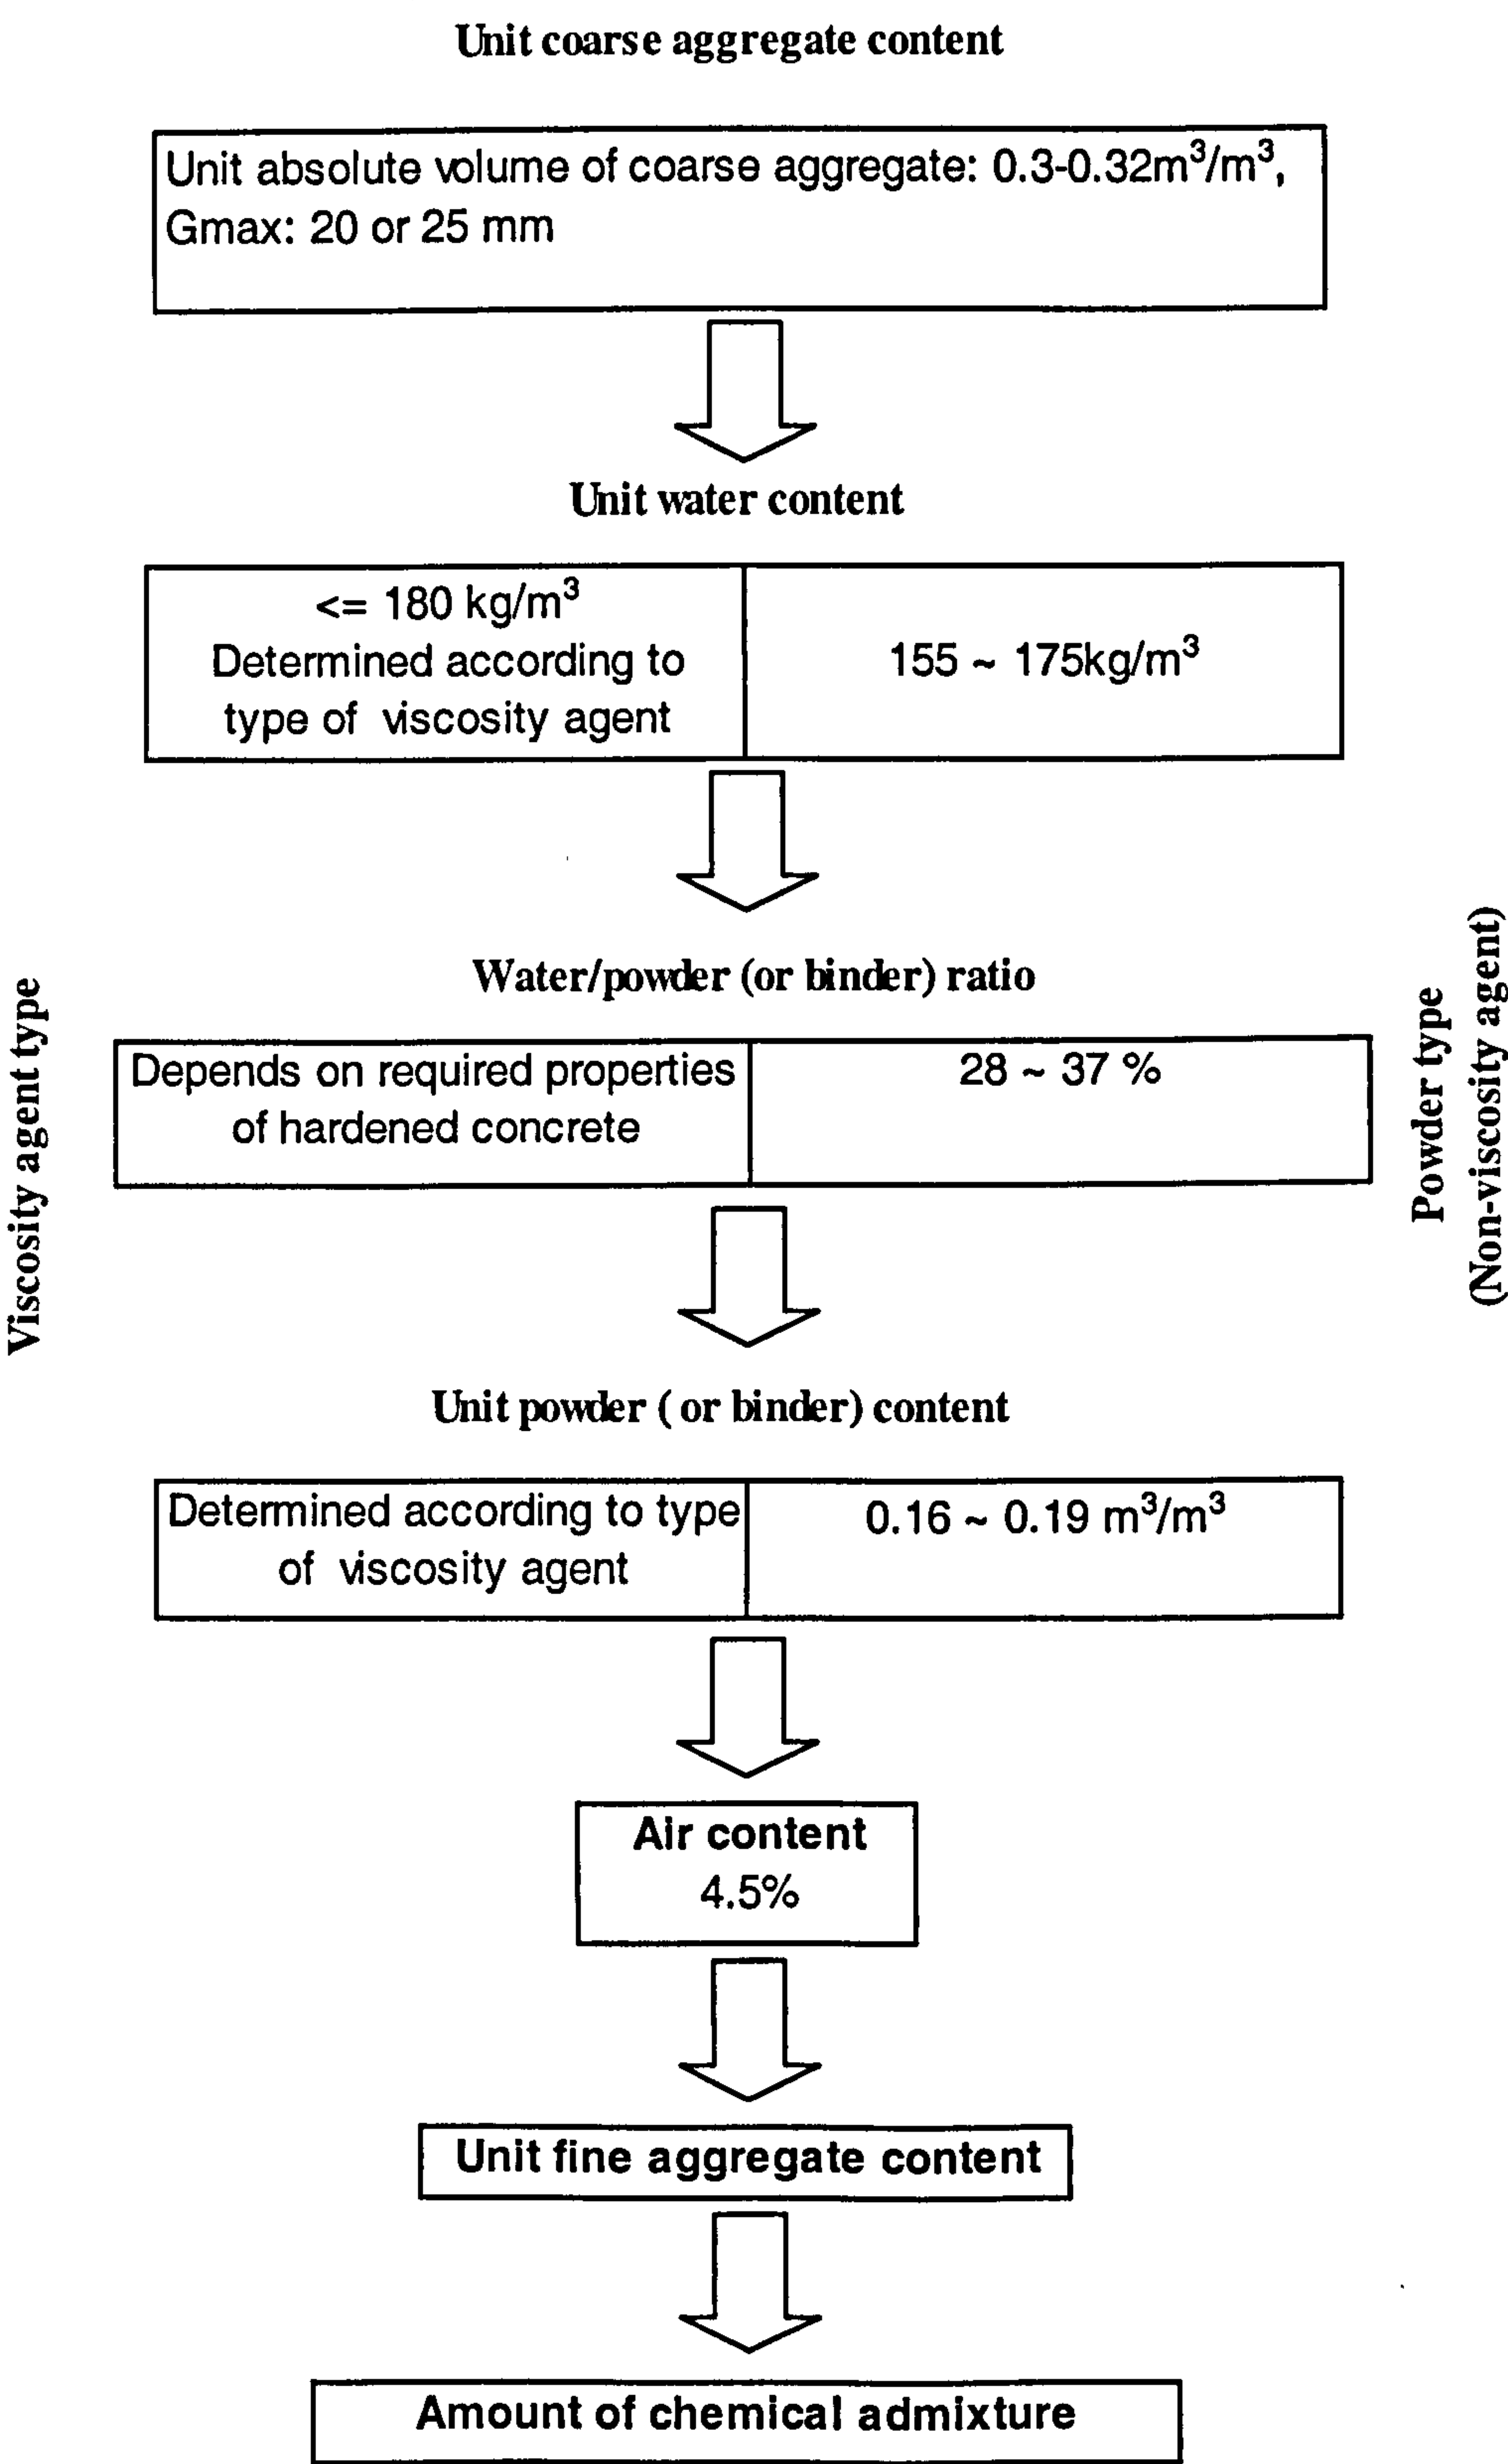 Unit coarse aggregate content
Unit absolute volume of coarse aggregate: 0.3-0.32m³/m³,
Gmax: 20 or 25 mm
Unit water content
<= 180 kg/m³
Determined according to
type of viscosity agent
155 ~ 175kg/m³
Water/powder (or binder) ratio
Depends on required properties
of hardened concrete
28 ~ 37 %
Viscosity agent type
Powder type
(Non-viscosity agent)
Unit powder ( or binder) content
Determined according to type
of viscosity agent
0.16 ~ 0.19 m³/m³
Air content
4.5%
Unit fine aggregate content
Amount of chemical admixture